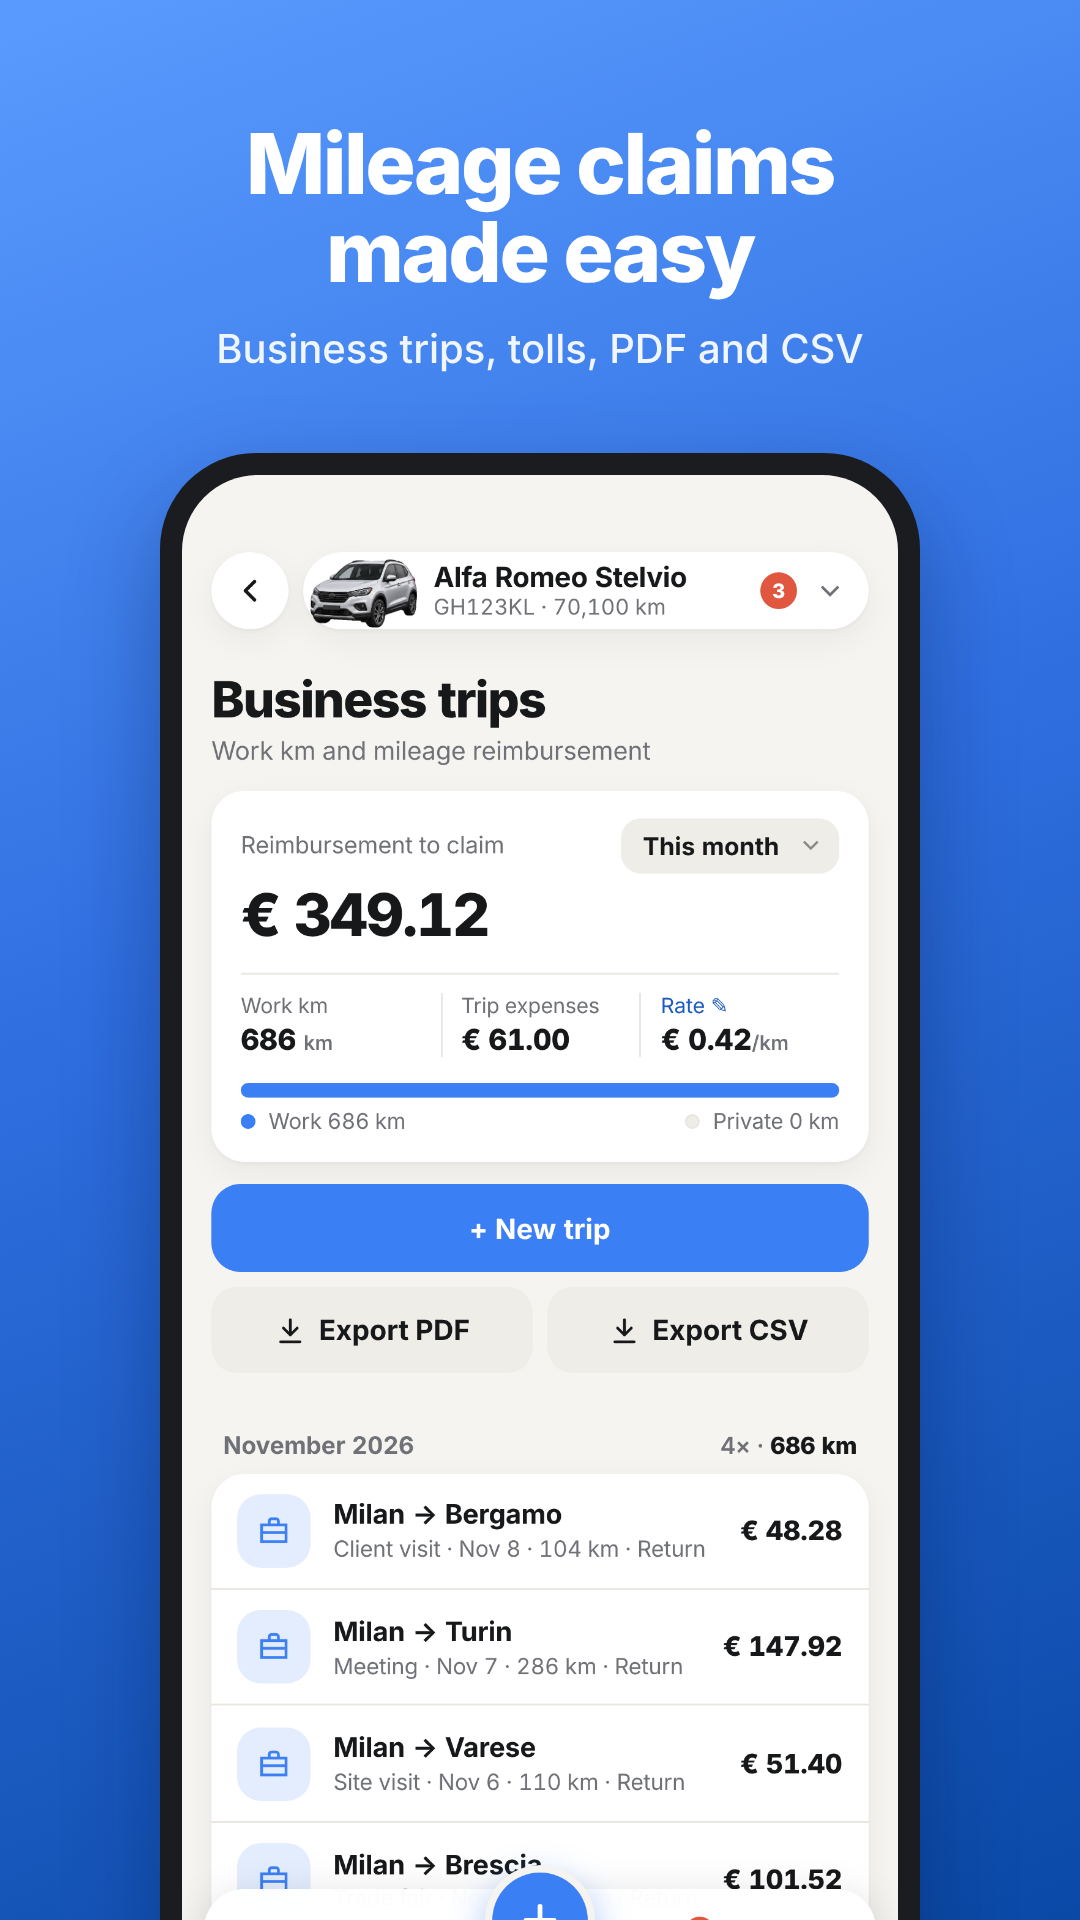 Mileage claims
made easy
Business trips, tolls, PDF and CSV
Alfa Romeo Stelvio
GH123KL · 70,100 km
3
Business trips
Work km and mileage reimbursement
Reimbursement to claim
This month
€ 349.12
Work km
Trip expenses
Rate ✎
686 km
€ 61.00
€ 0.42/km
Work 686 km
Private 0 km
+ New trip
Export PDF
Export CSV
November 2026
4× · 686 km
Milan → Bergamo
€ 48.28
Client visit · Nov 8 · 104 km · Return
Milan → Turin
€ 147.92
Meeting · Nov 7 · 286 km · Return
Milan → Varese
€ 51.40
Site visit · Nov 6 · 110 km · Return
Milan → Brescia
€ 101.52